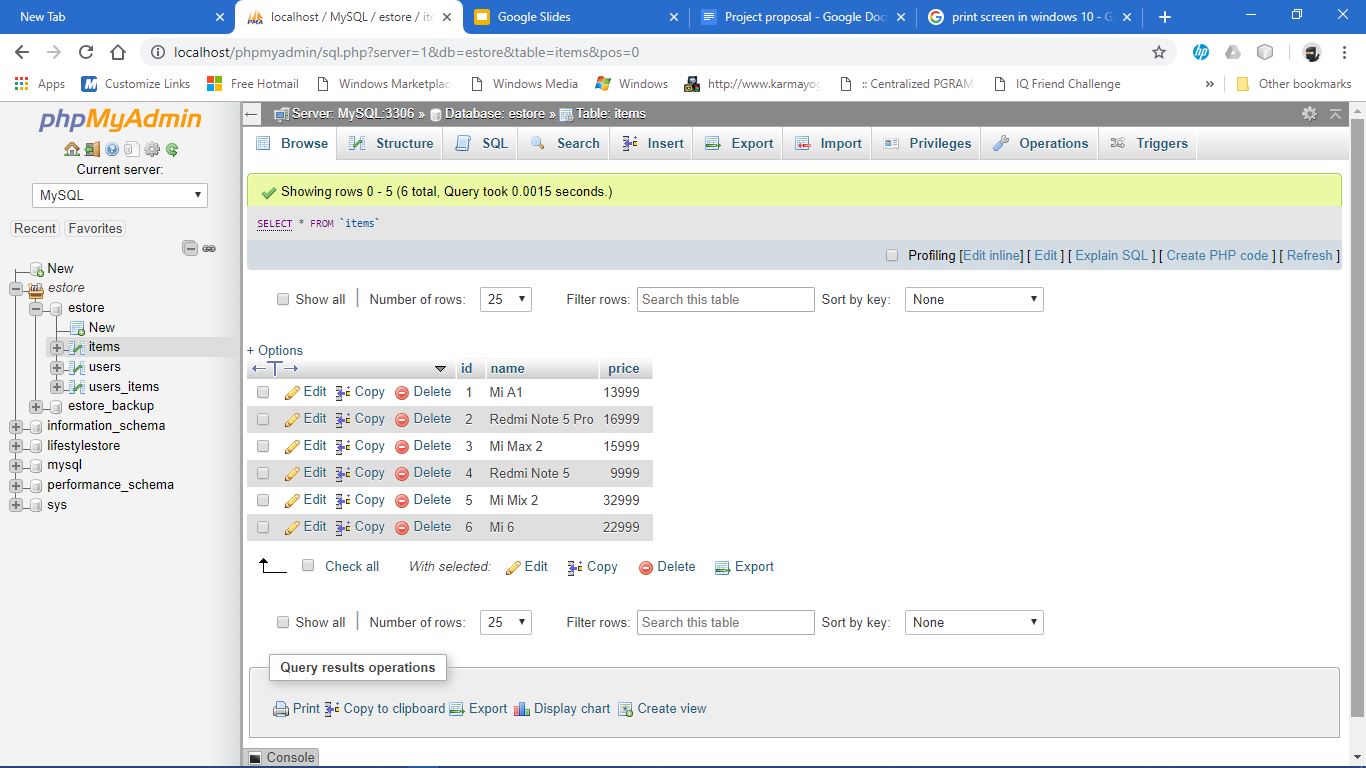 New Tab
localhost / MySQL / estore / ite
Google Slides
Project proposal - Google Docs
print screen in windows 10 - G
localhost/phpmyadmin/sql.php?server=1&db=estore&table=items&pos=0
Apps
Customize Links
Free Hotmail
Windows Marketplac
Windows Media
Windows
http://www.karmayog
:: Centralized PGRAM
IQ Friend Challenge
»
Other bookmarks
phpMyAdmin
Current server:
MySQL
Recent
Favorites
New
estore
estore
New
items
users
users_items
estore_backup
information_schema
lifestylestore
mysql
performance_schema
sys
Server: MySQL:3306 » Database: estore » Table: items
Browse
Structure
SQL
Search
Insert
Export
Import
Privileges
Operations
Triggers
Showing rows 0 - 5 (6 total, Query took 0.0015 seconds.)
SELECT * FROM `items`
Profiling [Edit inline] [ Edit ] [ Explain SQL ] [ Create PHP code ] [ Refresh ]
Show all | Number of rows: 25 Filter rows: Search this table Sort by key: None
+ Options
←T→ id name price
Edit Copy Delete 1 Mi A1 13999
Edit Copy Delete 2 Redmi Note 5 Pro 16999
Edit Copy Delete 3 Mi Max 2 15999
Edit Copy Delete 4 Redmi Note 5 9999
Edit Copy Delete 5 Mi Mix 2 32999
Edit Copy Delete 6 Mi 6 22999
Check all With selected: Edit Copy Delete Export
Show all | Number of rows: 25 Filter rows: Search this table Sort by key: None
Query results operations
Print Copy to clipboard Export Display chart Create view
Console